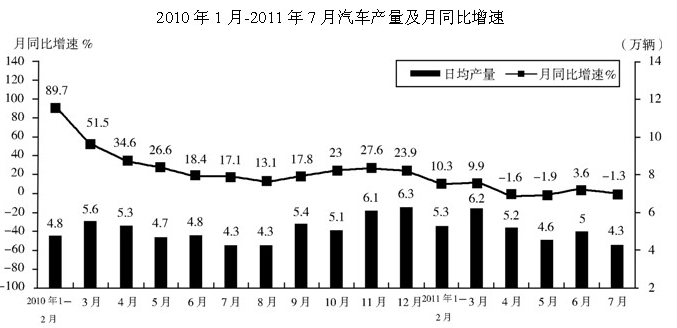 2010年1月-2011年7月汽车产量及月同比增速
月同比增速% （万辆）
日均产量 月同比增速%
140 14
120
100 12
80
60 10
40
20 8
0
-20 6
-40
-60 4
-80
-100 2
89.7 51.5 34.6 26.6 18.4 17.1 13.1 17.8 23 27.6 23.9 10.3 9.9 -1.6 -1.9 3.6 -1.3
4.8 5.6 5.3 4.7 4.8 4.3 4.3 5.4 5.1 6.1 6.3 5.3 6.2 5.2 4.6 5 4.3
2010年1— 3月 4月 5月 6月 7月 8月 9月 10月 11月 12月 2011年1— 3月 4月 5月 6月 7月
2月 2月